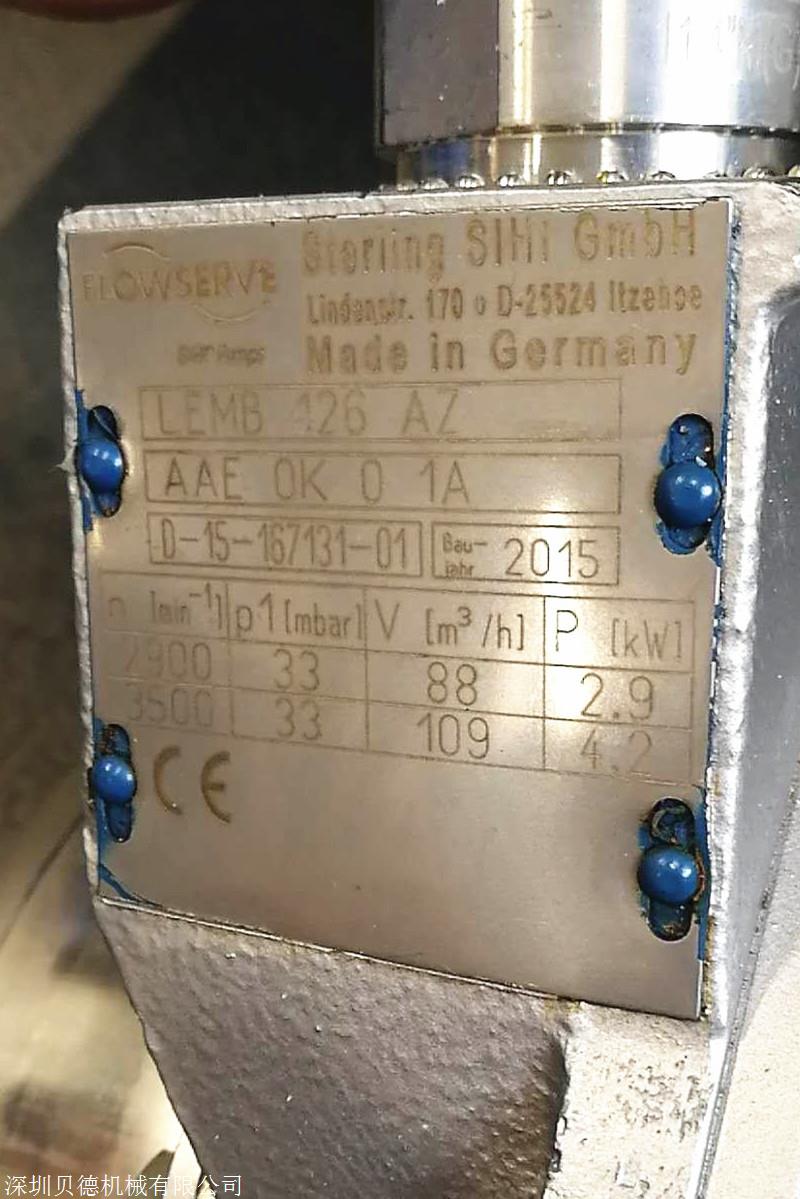 FLOWSERVE
Sterling SIHI GmbH
Lindenstr. 170 o D-25524 Itzehoe
SIHI Pumps
Made in Germany
LEMB 426 AZ
AAE 0K 0 1A
D-15-167131-01
Bau-
jahr
2015
n [min⁻¹] p1 [mbar] V [m³/h] P [kW]
2900 33 88 2.9
3500 33 109 4.2
CE
深圳贝德机械有限公司